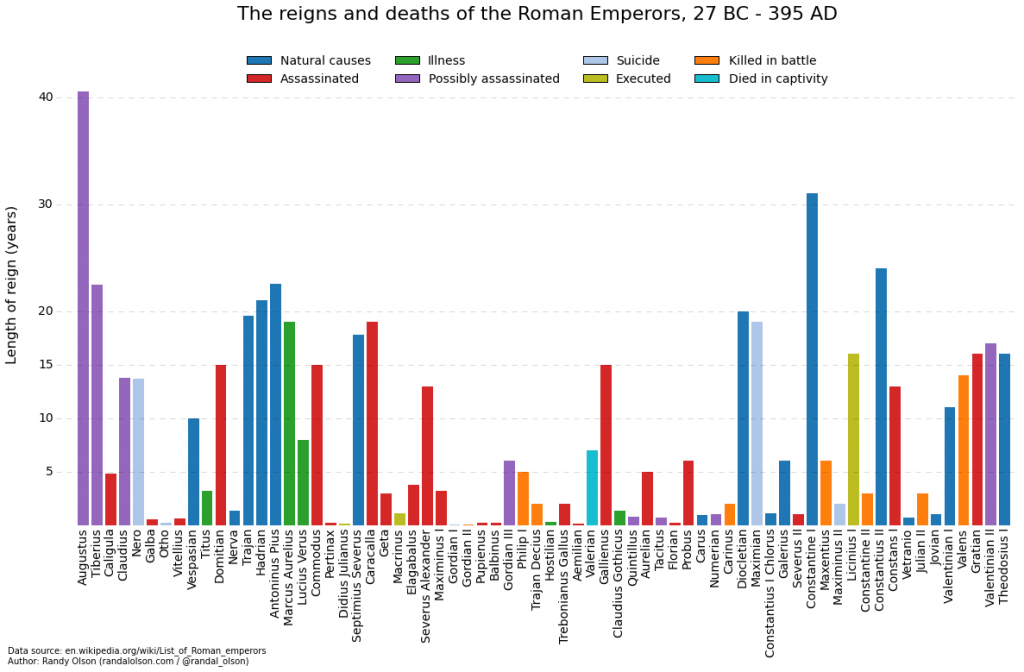 The reigns and deaths of the Roman Emperors, 27 BC - 395 AD
Natural causes
Assassinated
Illness
Possibly assassinated
Suicide
Executed
Killed in battle
Died in captivity
Length of reign (years)
40
30
20
15
10
5
Augustus
Tiberius
Caligula
Claudius
Nero
Galba
Otho
Vitellius
Vespasian
Titus
Domitian
Nerva
Trajan
Hadrian
Antoninus Pius
Marcus Aurelius
Lucius Verus
Commodus
Pertinax
Didius Julianus
Septimius Severus
Caracalla
Geta
Macrinus
Elagabalus
Severus Alexander
Maximinus I
Gordian I
Gordian II
Pupienus
Balbinus
Gordian III
Philip I
Trajan Decius
Hostilian
Trebonianus Gallus
Aemilian
Valerian
Gallienus
Claudius Gothicus
Quintillus
Aurelian
Tacitus
Florian
Probus
Carus
Numerian
Carinus
Diocletian
Maximian
Constantius I Chlorus
Galerius
Severus II
Constantine I
Maxentius
Maximinus II
Licinius I
Constantine II
Constantius II
Constans I
Vetranio
Julian II
Jovian
Valentinian I
Valens
Gratian
Valentinian II
Theodosius I
Data source: en.wikipedia.org/wiki/List_of_Roman_emperors
Author: Randy Olson (randalolson.com / @randal_olson)